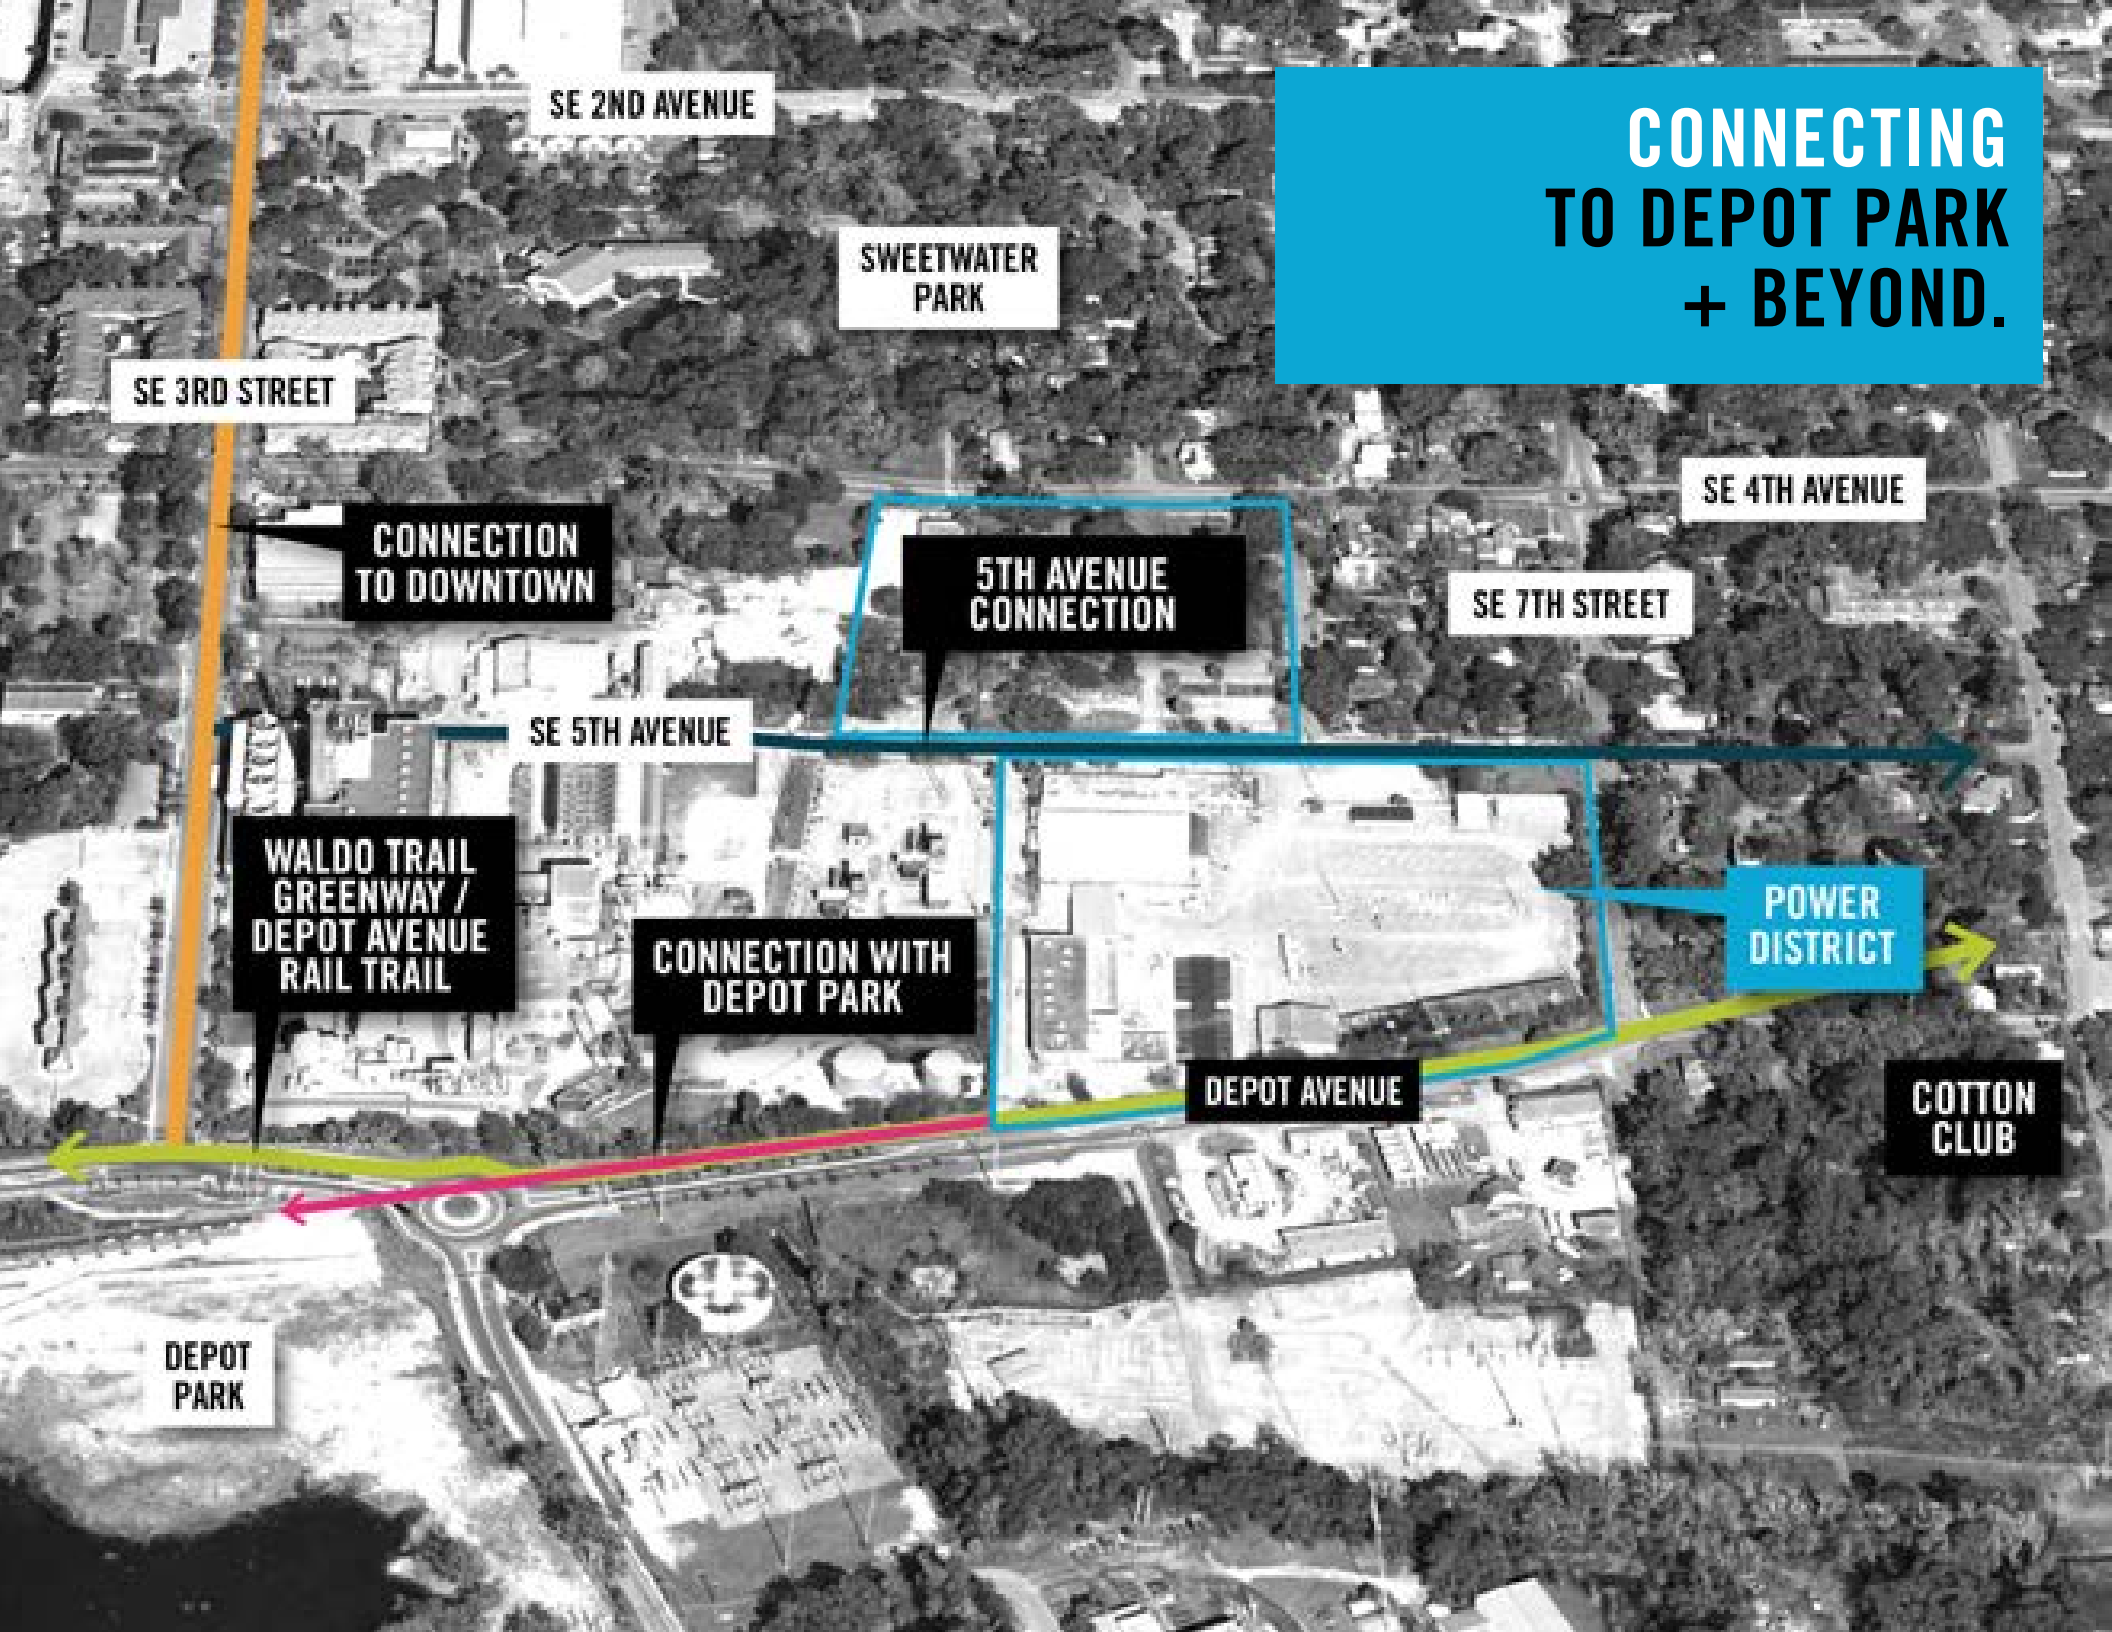 SE 2ND AVENUE
CONNECTING
TO DEPOT PARK
+ BEYOND.
SWEETWATER
PARK
SE 3RD STREET
SE 4TH AVENUE
CONNECTION
TO DOWNTOWN
5TH AVENUE
CONNECTION
SE 7TH STREET
SE 5TH AVENUE
WALDO TRAIL
GREENWAY /
DEPOT AVENUE
RAIL TRAIL
CONNECTION WITH
DEPOT PARK
POWER
DISTRICT
DEPOT AVENUE
COTTON
CLUB
DEPOT
PARK